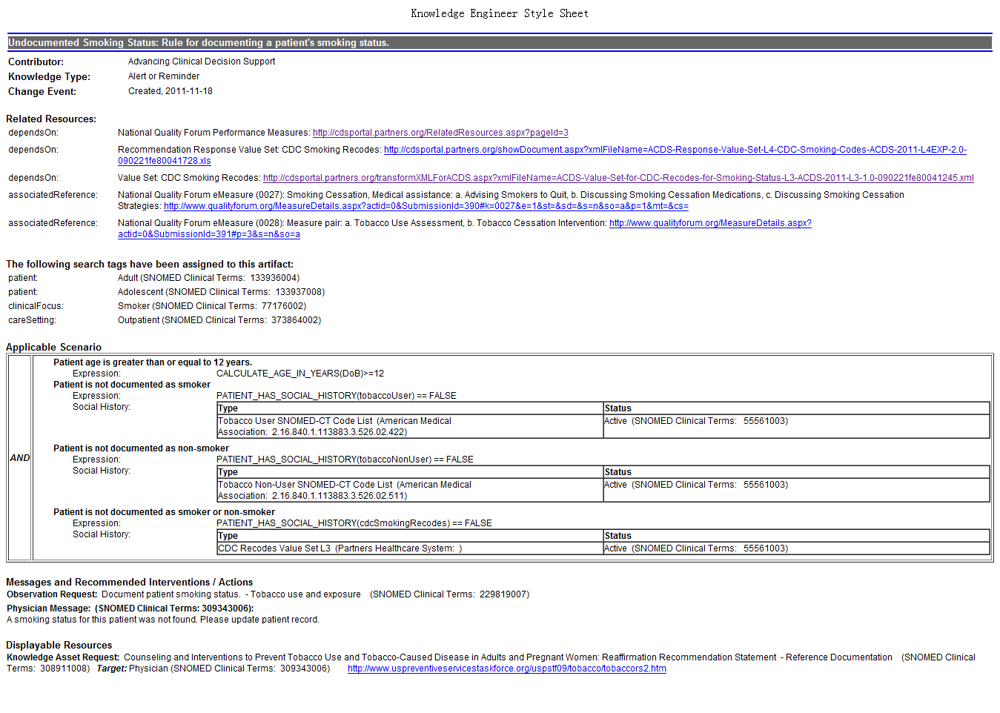 Knowledge Engineer Style Sheet
Undocumented Smoking Status: Rule for documenting a patient's smoking status.
Contributor: Advancing Clinical Decision Support
Knowledge Type: Alert or Reminder
Change Event: Created, 2011-11-18
Related Resources:
dependsOn: National Quality Forum Performance Measures: http://cdsportal.partners.org/RelatedResources.aspx?pageId=3
dependsOn: Recommendation Response Value Set: CDC Smoking Recodes: http://cdsportal.partners.org/showDocument.aspx?xmlFileName=ACDS-Response-Value-Set-L4-CDC-Smoking-Codes-ACDS-2011-L4EXP-2.0-
090221fe80041728.xls
dependsOn: Value Set: CDC Smoking Recodes: http://cdsportal.partners.org/transformXMLForACDS.aspx?xmlFileName=ACDS-Value-Set-for-CDC-Recodes-for-Smoking-Status-L3-ACDS-2011-L3-1.0-090221fe80041245.xml
associatedReference: National Quality Forum eMeasure (0027): Smoking Cessation, Medical assistance: a. Advising Smokers to Quit, b. Discussing Smoking Cessation Medications, c. Discussing Smoking Cessation
Strategies: http://www.qualityforum.org/MeasureDetails.aspx?actid=0&SubmissionId=390#k=0027&e=1&st=&sd=&s=n&so=a&p=1&mt=&cs=
associatedReference: National Quality Forum eMeasure (0028): Measure pair: a. Tobacco Use Assessment, b. Tobacco Cessation Intervention: http://www.qualityforum.org/MeasureDetails.aspx?
actid=0&SubmissionId=391#p=3&s=n&so=a
The following search tags have been assigned to this artifact:
patient: Adult (SNOMED Clinical Terms: 133936004)
patient: Adolescent (SNOMED Clinical Terms: 133937008)
clinicalFocus: Smoker (SNOMED Clinical Terms: 77176002)
careSetting: Outpatient (SNOMED Clinical Terms: 373864002)
Applicable Scenario
AND
Patient age is greater than or equal to 12 years.
Expression: CALCULATE_AGE_IN_YEARS(DoB)>=12
Patient is not documented as smoker
Expression: PATIENT_HAS_SOCIAL_HISTORY(tobaccoUser) == FALSE
Social History: Type Status
Tobacco User SNOMED-CT Code List (American Medical Active (SNOMED Clinical Terms: 55561003)
Association: 2.16.840.1.113883.3.526.02.422)
Patient is not documented as non-smoker
Expression: PATIENT_HAS_SOCIAL_HISTORY(tobaccoNonUser) == FALSE
Social History: Type Status
Tobacco Non-User SNOMED-CT Code List (American Medical Active (SNOMED Clinical Terms: 55561003)
Association: 2.16.840.1.113883.3.526.02.511)
Patient is not documented as smoker or non-smoker
Expression: PATIENT_HAS_SOCIAL_HISTORY(cdcSmokingRecodes) == FALSE
Social History: Type Status
CDC Recodes Value Set L3 (Partners Healthcare System: ) Active (SNOMED Clinical Terms: 55561003)
Messages and Recommended Interventions / Actions
Observation Request: Document patient smoking status. - Tobacco use and exposure (SNOMED Clinical Terms: 229819007)
Physician Message: (SNOMED Clinical Terms: 309343006):
A smoking status for this patient was not found. Please update patient record.
Displayable Resources
Knowledge Asset Request: Counseling and Interventions to Prevent Tobacco Use and Tobacco-Caused Disease in Adults and Pregnant Women: Reaffirmation Recommendation Statement - Reference Documentation (SNOMED Clinical
Terms: 308911008) Target: Physician (SNOMED Clinical Terms: 309343006) http://www.uspreventiveservicestaskforce.org/uspstf09/tobacco/tobaccors2.htm